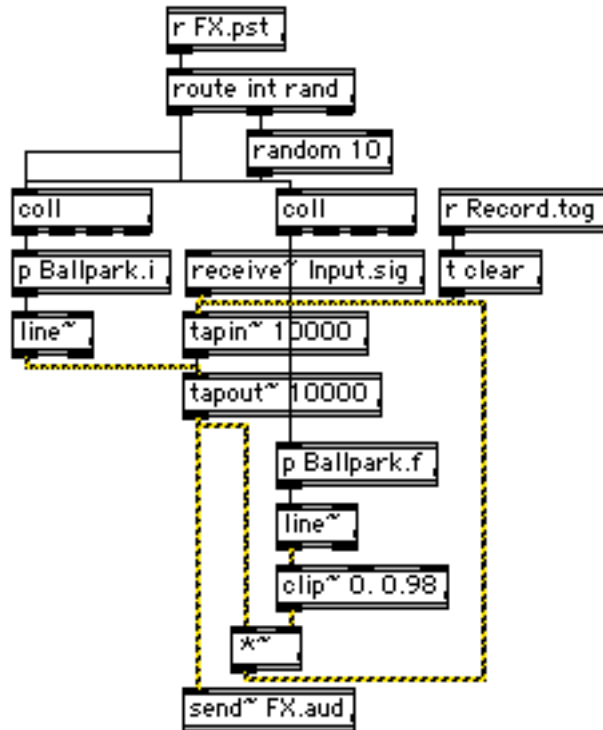 r FX.pst
route int rand
random 10
coll
coll
r Record.tog
p Ballpark.i
receive~ Input.sig
t clear
line~
tapin~ 10000
tapout~ 10000
p Ballpark.f
line~
clip~ 0. 0.98
*~
send~ FX.aud